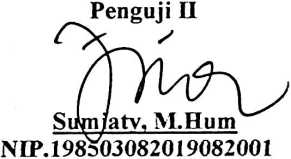 Penguji II
Sumiaty, M.Hum
NIP.198503082019082001